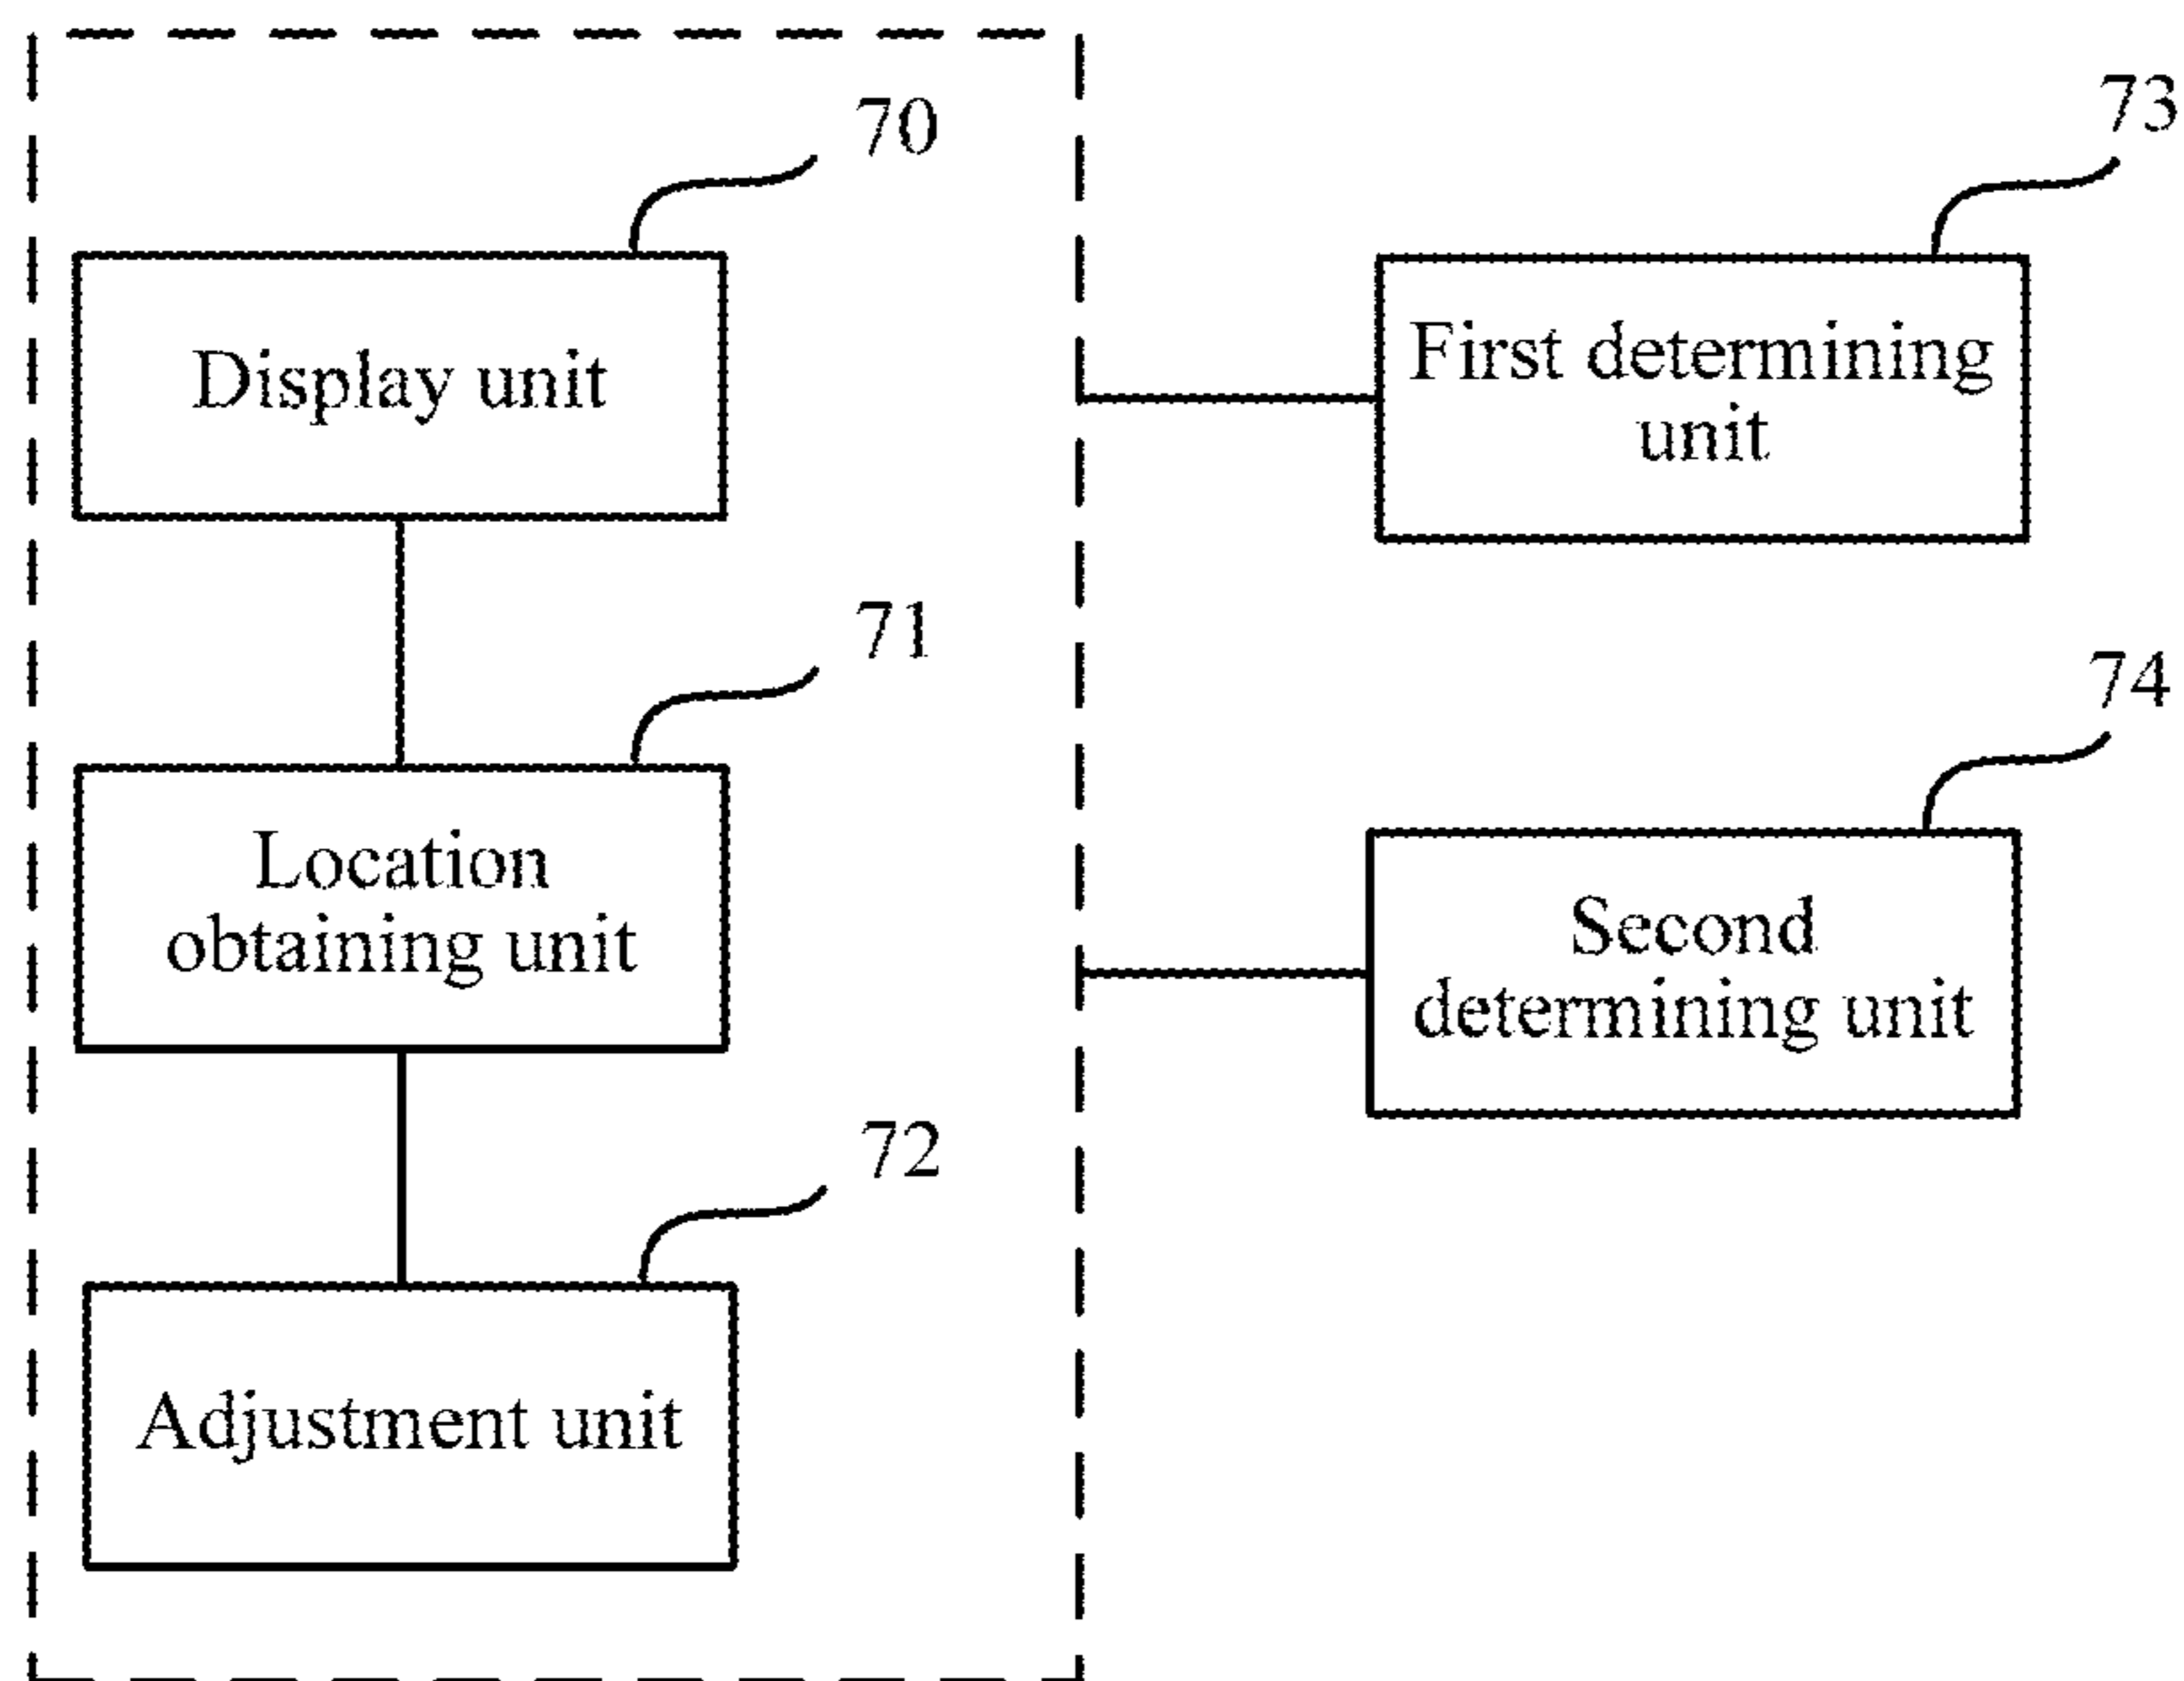 70
Display unit
71
Location
obtaining unit
72
Adjustment unit
73
First determining
unit
74
Second
determining unit